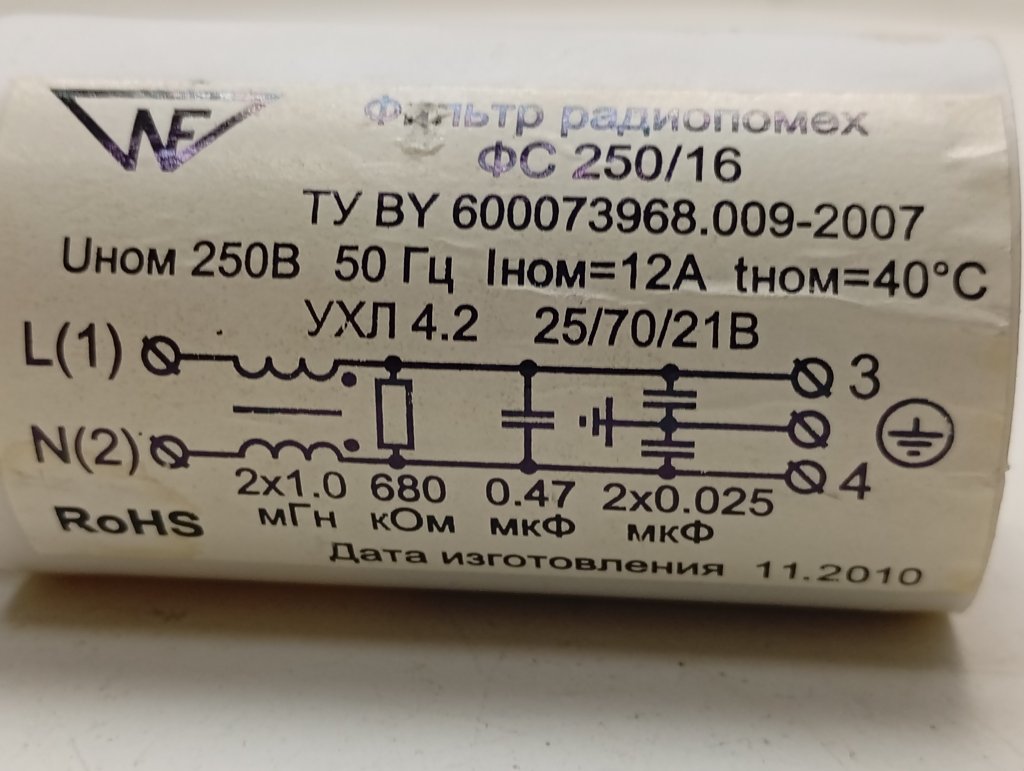 NF
Фильтр радиопомех
ФС 250/16
ТУ BY 600073968.009-2007
Uном 250В 50 Гц Iном=12А tном=40°С
УХЛ 4.2 25/70/21В
L(1) 3
N(2) 4
2x1.0 680 0.47 2x0.025
мГн кОм мкФ мкФ
RoHS
Дата изготовления 11.2010